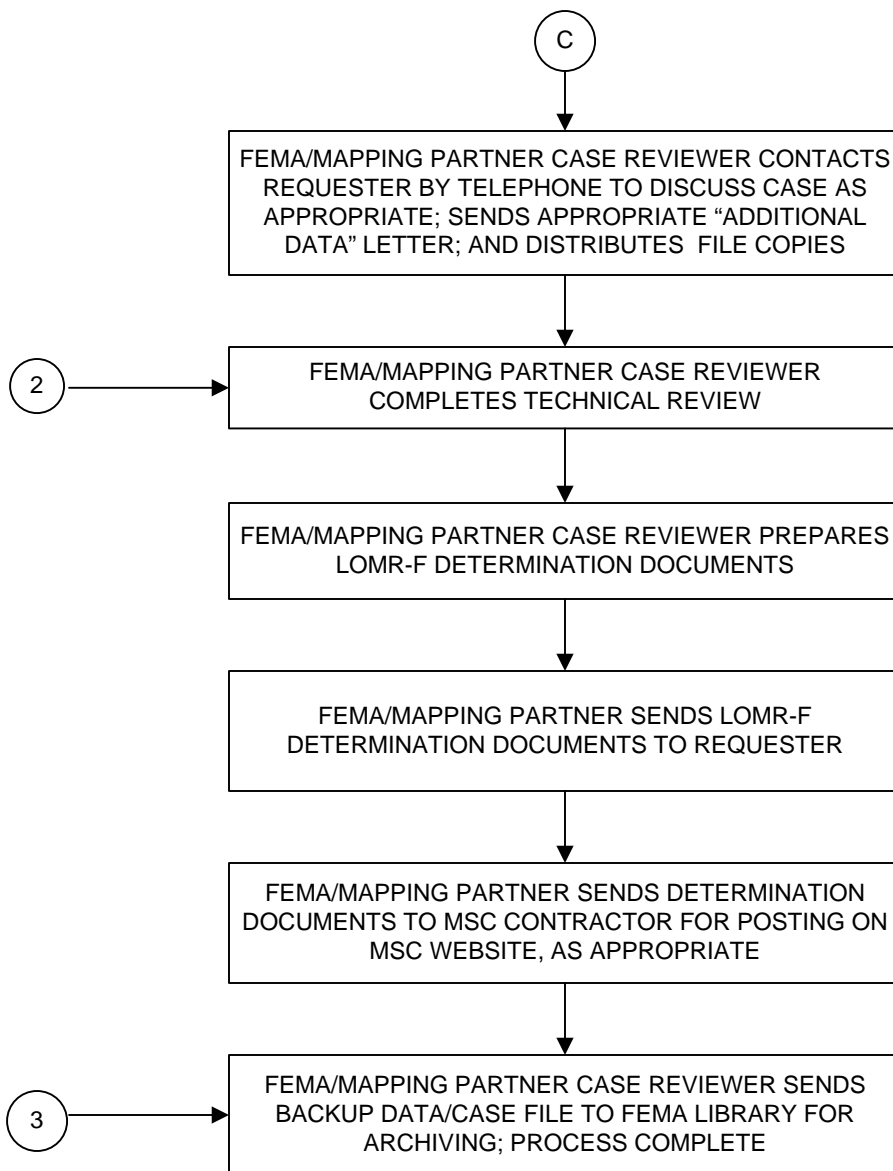 C
FEMA/MAPPING PARTNER CASE REVIEWER CONTACTS
REQUESTER BY TELEPHONE TO DISCUSS CASE AS
APPROPRIATE; SENDS APPROPRIATE “ADDITIONAL
DATA” LETTER; AND DISTRIBUTES FILE COPIES
2
FEMA/MAPPING PARTNER CASE REVIEWER
COMPLETES TECHNICAL REVIEW
FEMA/MAPPING PARTNER CASE REVIEWER PREPARES
LOMR-F DETERMINATION DOCUMENTS
FEMA/MAPPING PARTNER SENDS LOMR-F
DETERMINATION DOCUMENTS TO REQUESTER
FEMA/MAPPING PARTNER SENDS DETERMINATION
DOCUMENTS TO MSC CONTRACTOR FOR POSTING ON
MSC WEBSITE, AS APPROPRIATE
3
FEMA/MAPPING PARTNER CASE REVIEWER SENDS
BACKUP DATA/CASE FILE TO FEMA LIBRARY FOR
ARCHIVING; PROCESS COMPLETE